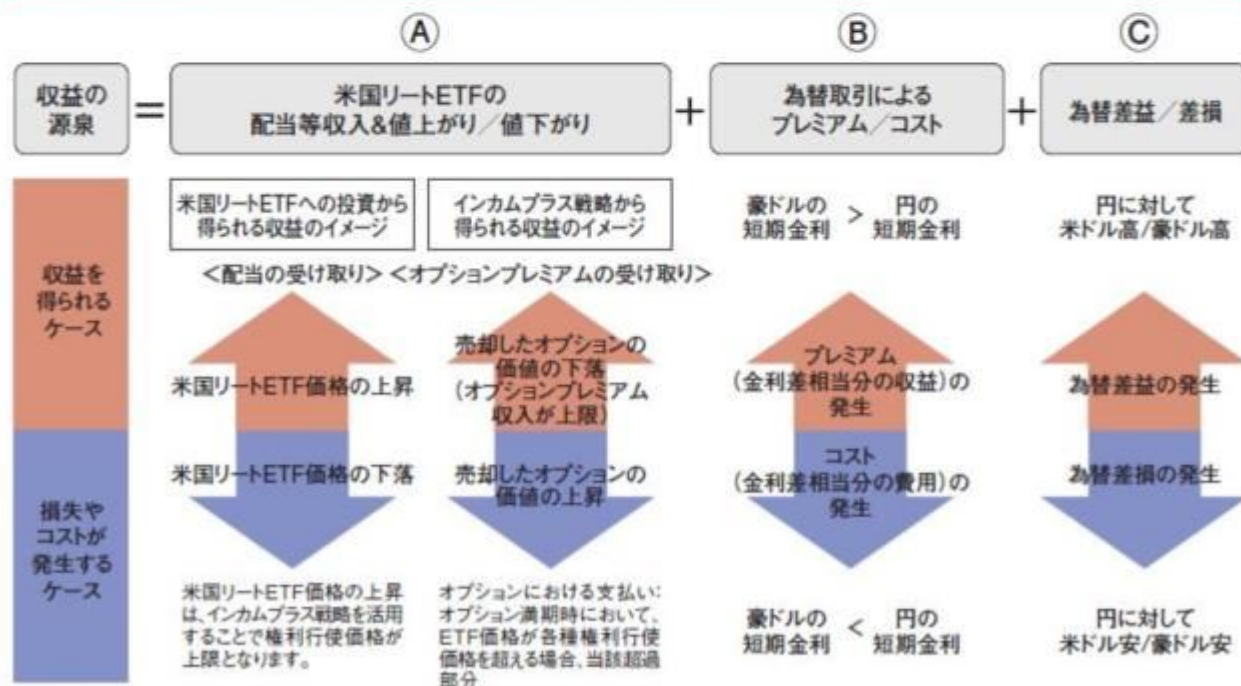 Ⓐ
Ⓑ
Ⓒ
収益の
源泉
=
米国リートETFの
配当等収入&値上がり／値下がり
+
為替取引による
プレミアム／コスト
+
為替差益／差損
収益を
得られる
ケース
米国リートETFへの投資から
得られる収益のイメージ
インカムプラス戦略から
得られる収益のイメージ
<配当の受け取り>
<オプションプレミアムの受け取り>
米国リートETF価格の上昇
売却したオプションの
価値の下落
(オプションプレミアム
収入が上限)
豪ドルの
短期金利
>
円の
短期金利
プレミアム
(金利差相当分の収益)の
発生
円に対して
米ドル高/豪ドル高
為替差益の発生
損失や
コストが
発生する
ケース
米国リートETF価格の下落
売却したオプションの
価値の上昇
コスト
(金利差相当分の費用)の
発生
為替差損の発生
米国リートETF価格の上昇
は、インカムプラス戦略を活用
することで権利行使価格が
上限となります。
オプションにおける支払い:
オプション満期時において、
ETF価格が各種権利行使
価格を超える場合、当該超過
部分
豪ドルの
短期金利
<
円の
短期金利
円に対して
米ドル安/豪ドル安